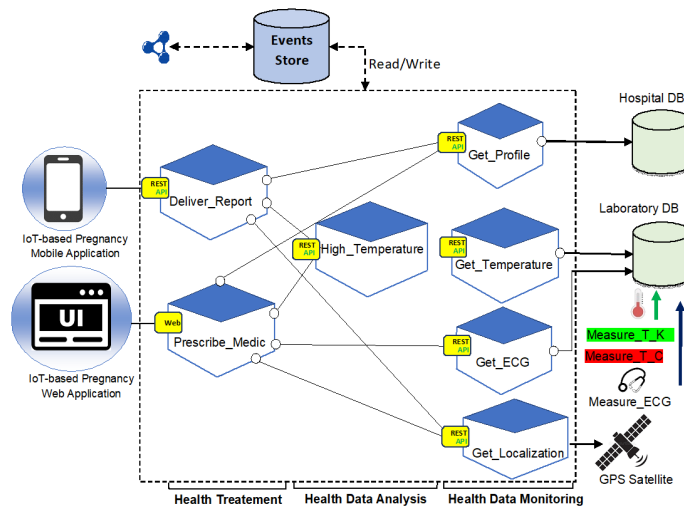 Events
Store
Read/Write
Hospital DB
REST
API
Get_Profile
REST
API
Deliver_Report
IoT-based Pregnancy
Mobile Application
REST
API
High_Temperature
REST
API
Get_Temperature
Laboratory DB
UI
Web
Prescribe_Medic
IoT-based Pregnancy
Web Application
REST
API
Get_ECG
Measure_T_K
Measure_T_C
Measure_ECG
REST
API
Get_Localization
GPS Satellite
Health Treatement
Health Data Analysis
Health Data Monitoring